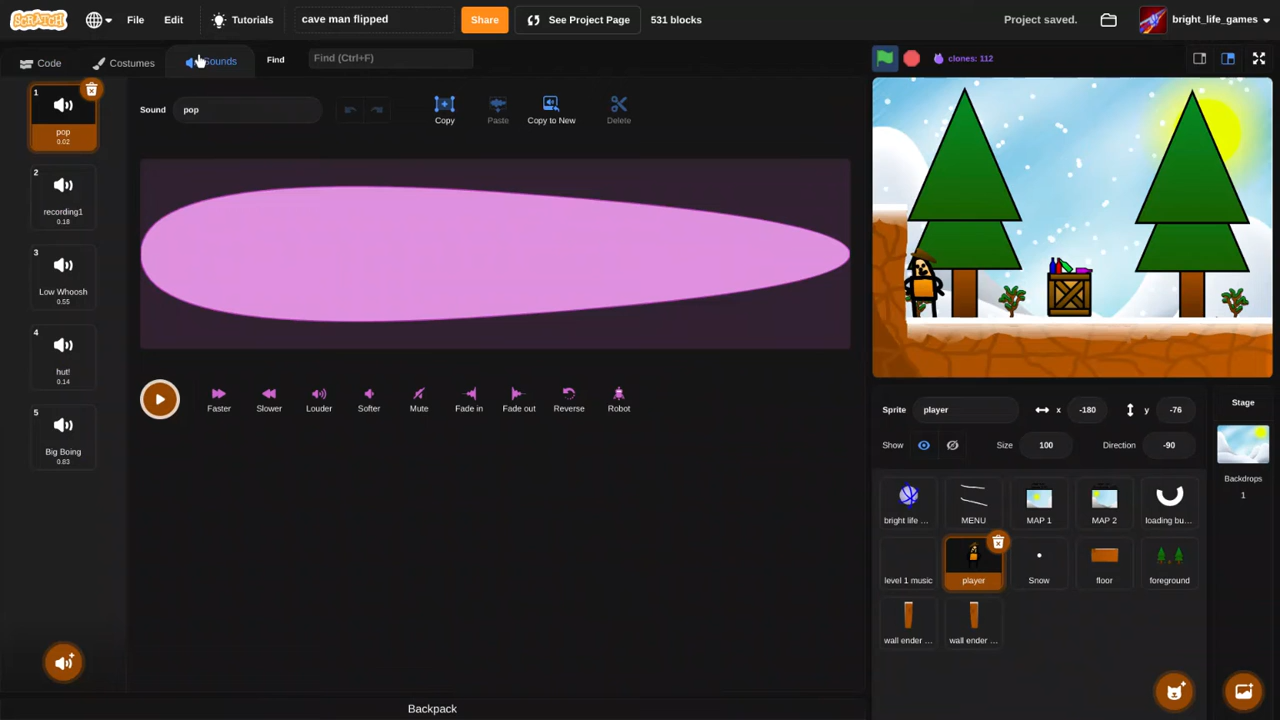 SCRATCH File Edit Tutorials cave man flipped Share See Project Page 531 blocks Project saved. bright_life_games
Code Costumes Sounds Find Find (Ctrl+F) clones: 112
1
pop
0.02
2
recording1
0.18
3
Low Whoosh
0.55
4
hut!
0.14
5
Big Boing
0.83
Sound pop
Copy Paste Copy to New Delete
Faster Slower Louder Softer Mute Fade in Fade out Reverse Robot
Sprite player x -180 y -76
Show Size 100 Direction -90
bright life ... MENU MAP 1 MAP 2 loading bu...
level 1 music player Snow floor foreground
wall ender ... wall ender ...
Stage
Backdrops
1
Backpack